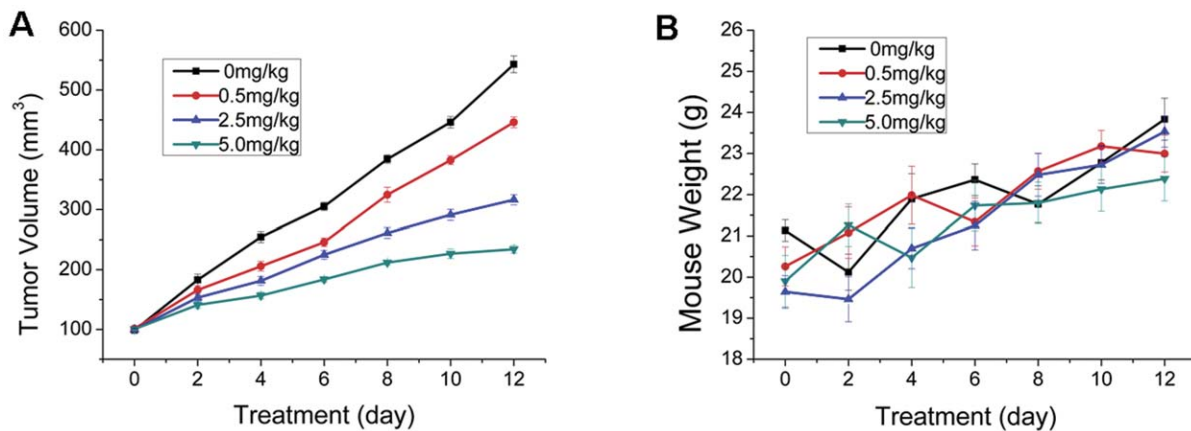 A
Tumor Volume (mm³)
600
500
400
300
200
100
0mg/kg
0.5mg/kg
2.5mg/kg
5.0mg/kg
0 2 4 6 8 10 12
Treatment (day)
B
Mouse Weight (g)
26
25
24
23
22
21
20
19
18
0mg/kg
0.5mg/kg
2.5mg/kg
5.0mg/kg
0 2 4 6 8 10 12
Treatment (day)